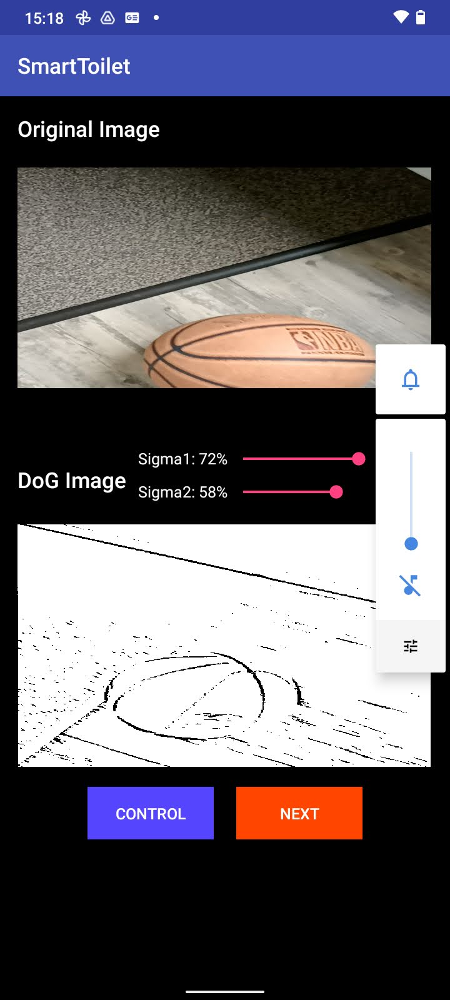 15:18
SmartToilet
Original Image
NBA
Sigma1: 72%
DoG Image
Sigma2: 58%
CONTROL
NEXT